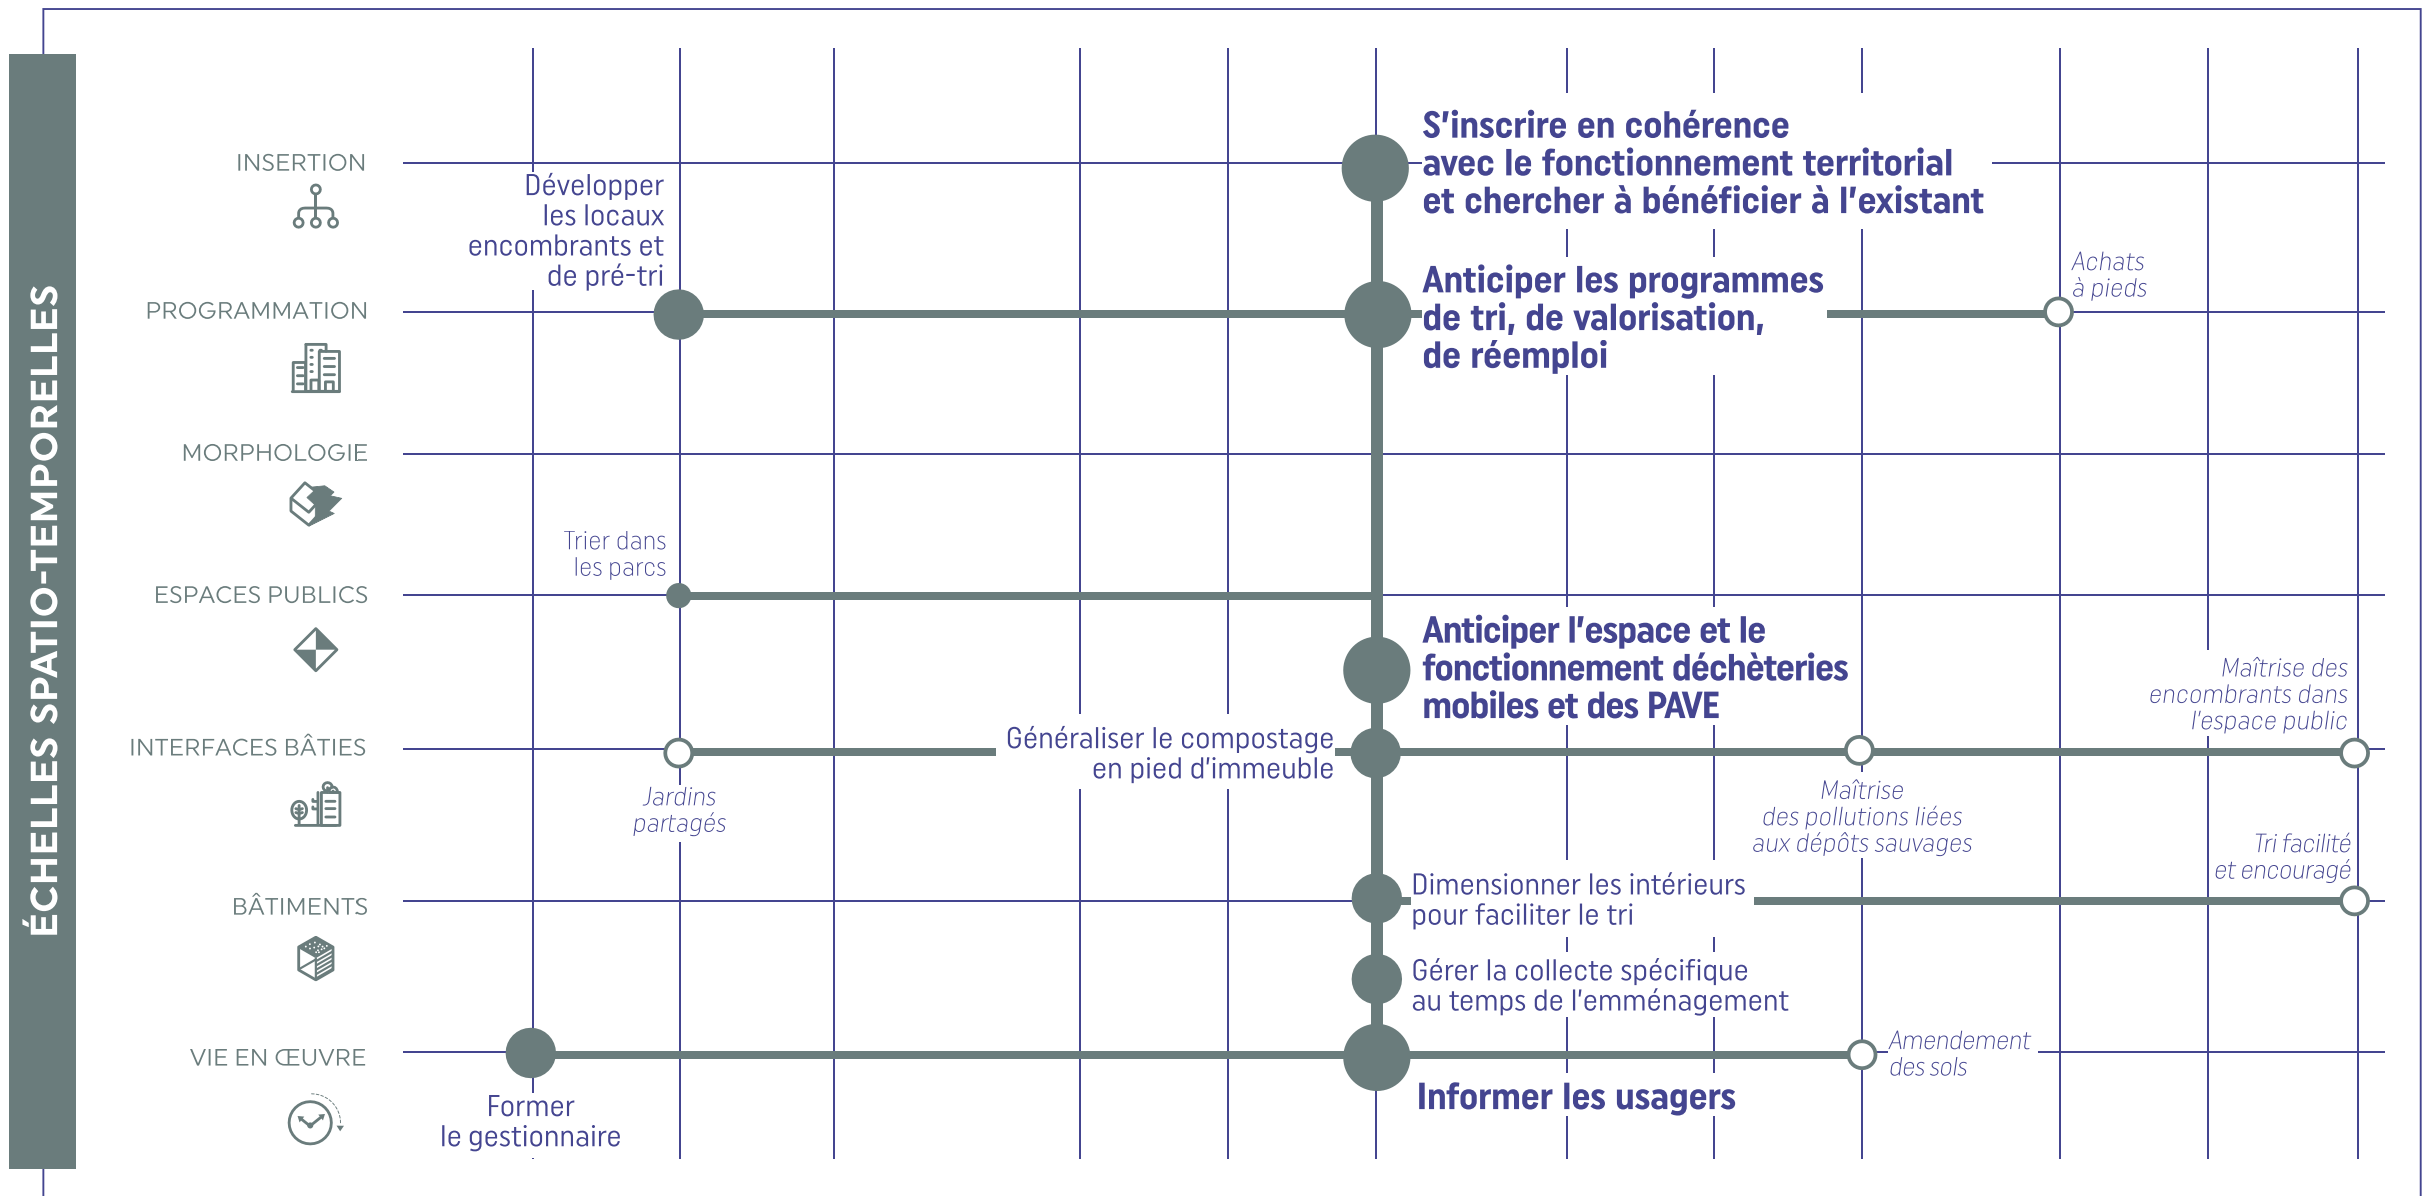 ÉCHELLES SPATIO-TEMPORELLES
INSERTION
S'inscrire en cohérence
avec le fonctionnement territorial
et chercher à bénéficier à l'existant
Développer
les locaux
encombrants et
de pré-tri
PROGRAMMATION
Anticiper les programmes
de tri, de valorisation,
de réemploi
Achats
à pieds
MORPHOLOGIE
Trier dans
les parcs
ESPACES PUBLICS
Anticiper l'espace et le
fonctionnement déchèteries
mobiles et des PAVE
Maîtrise des
encombrants dans
l'espace public
INTERFACES BÂTIES
Généraliser le compostage
en pied d'immeuble
Jardins
partagés
Maîtrise
des pollutions liées
aux dépôts sauvages
Tri facilité
et encouragé
BÂTIMENTS
Dimensionner les intérieurs
pour faciliter le tri
Gérer la collecte spécifique
au temps de l'emménagement
VIE EN ŒUVRE
Amendement
des sols
Former
le gestionnaire
Informer les usagers